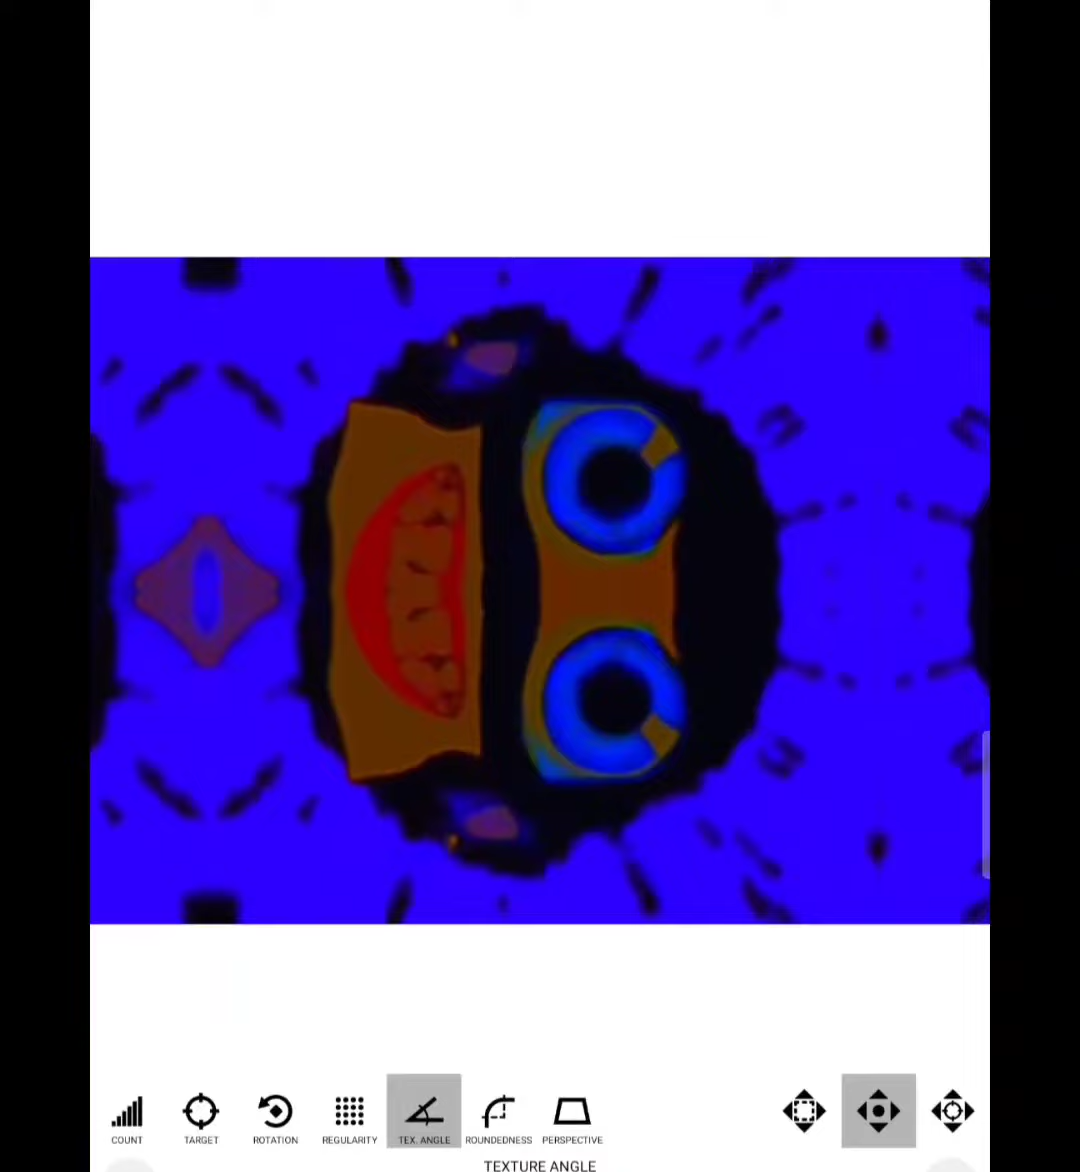 COUNT TARGET ROTATION REGULARITY TEX. ANGLE ROUNDEDNESS PERSPECTIVE
TEXTURE ANGLE